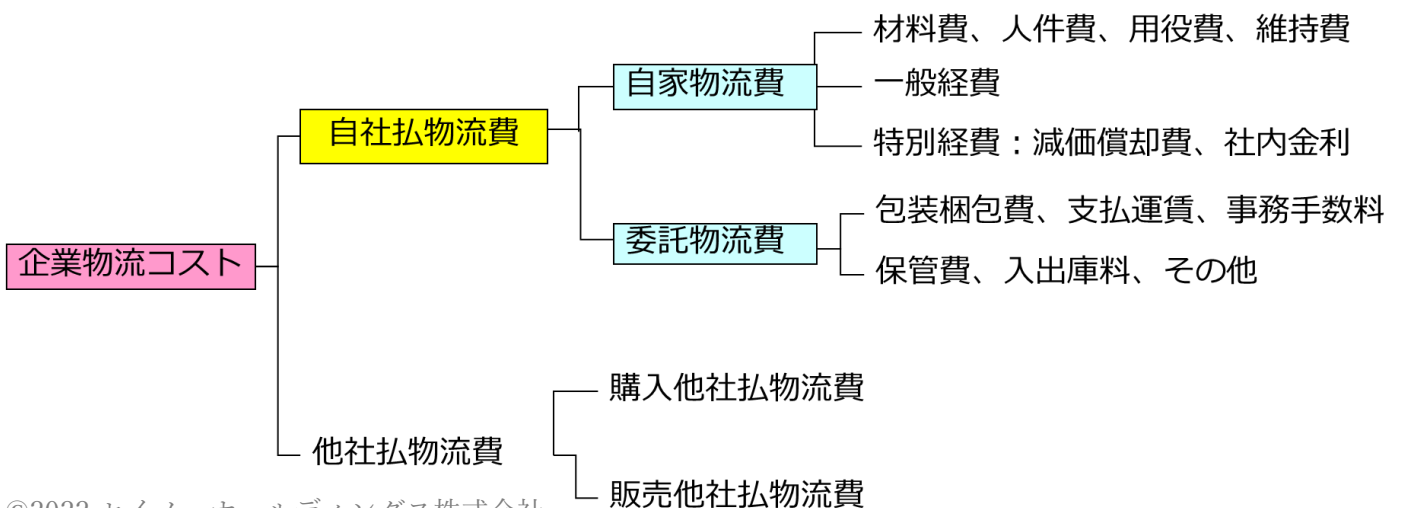 材料費、人件費、用役費、維持費
自家物流費
一般経費
自社払物流費
特別経費：減価償却費、社内金利
包装梱包費、支払運賃、事務手数料
委託物流費
企業物流コスト
保管費、入出庫料、その他
購入他社払物流費
他社払物流費
販売他社払物流費